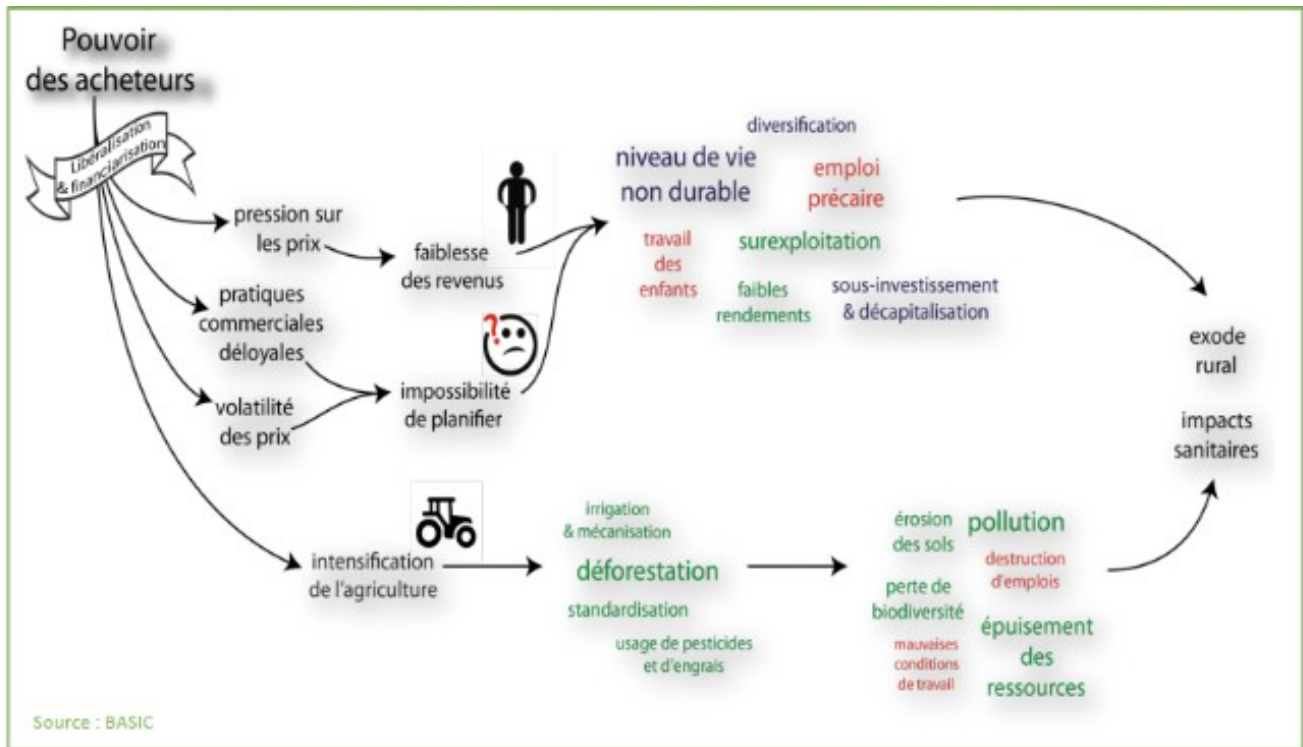 Pouvoir
des acheteurs
Libéralisation
& financiarisation
pression sur
les prix
pratiques
commerciales
déloyales
volatilité
des prix
faiblesse
des revenus
?
impossibilité
de planifier
diversification
niveau de vie
non durable
emploi
précaire
travail
des
enfants
surexploitation
faibles
rendements
sous-investissement
& décapitalisation
exode
rural
impacts
sanitaires
intensification
de l'agriculture
irrigation
& mécanisation
déforestation
standardisation
usage de pesticides
et d'engrais
érosion
des sols
pollution
destruction
d'emplois
perte de
biodiversité
mauvaises
conditions
de travail
épuisement
des
ressources
Source : BASIC